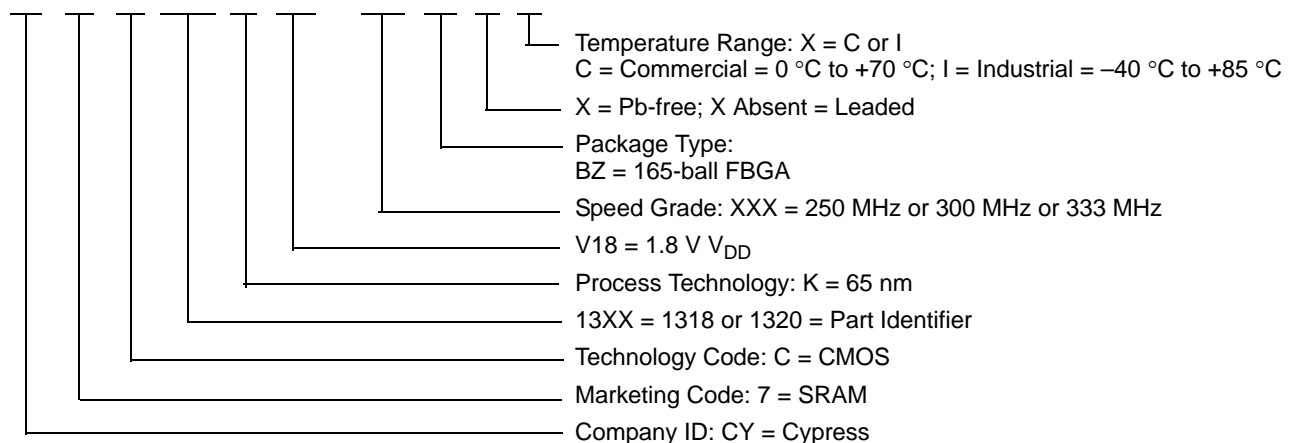 Temperature Range: X = C or I
C = Commercial = 0 °C to +70 °C; I = Industrial = –40 °C to +85 °C
X = Pb-free; X Absent = Leaded
Package Type:
BZ = 165-ball FBGA
Speed Grade: XXX = 250 MHz or 300 MHz or 333 MHz
V18 = 1.8 V VDD
Process Technology: K = 65 nm
13XX = 1318 or 1320 = Part Identifier
Technology Code: C = CMOS
Marketing Code: 7 = SRAM
Company ID: CY = Cypress